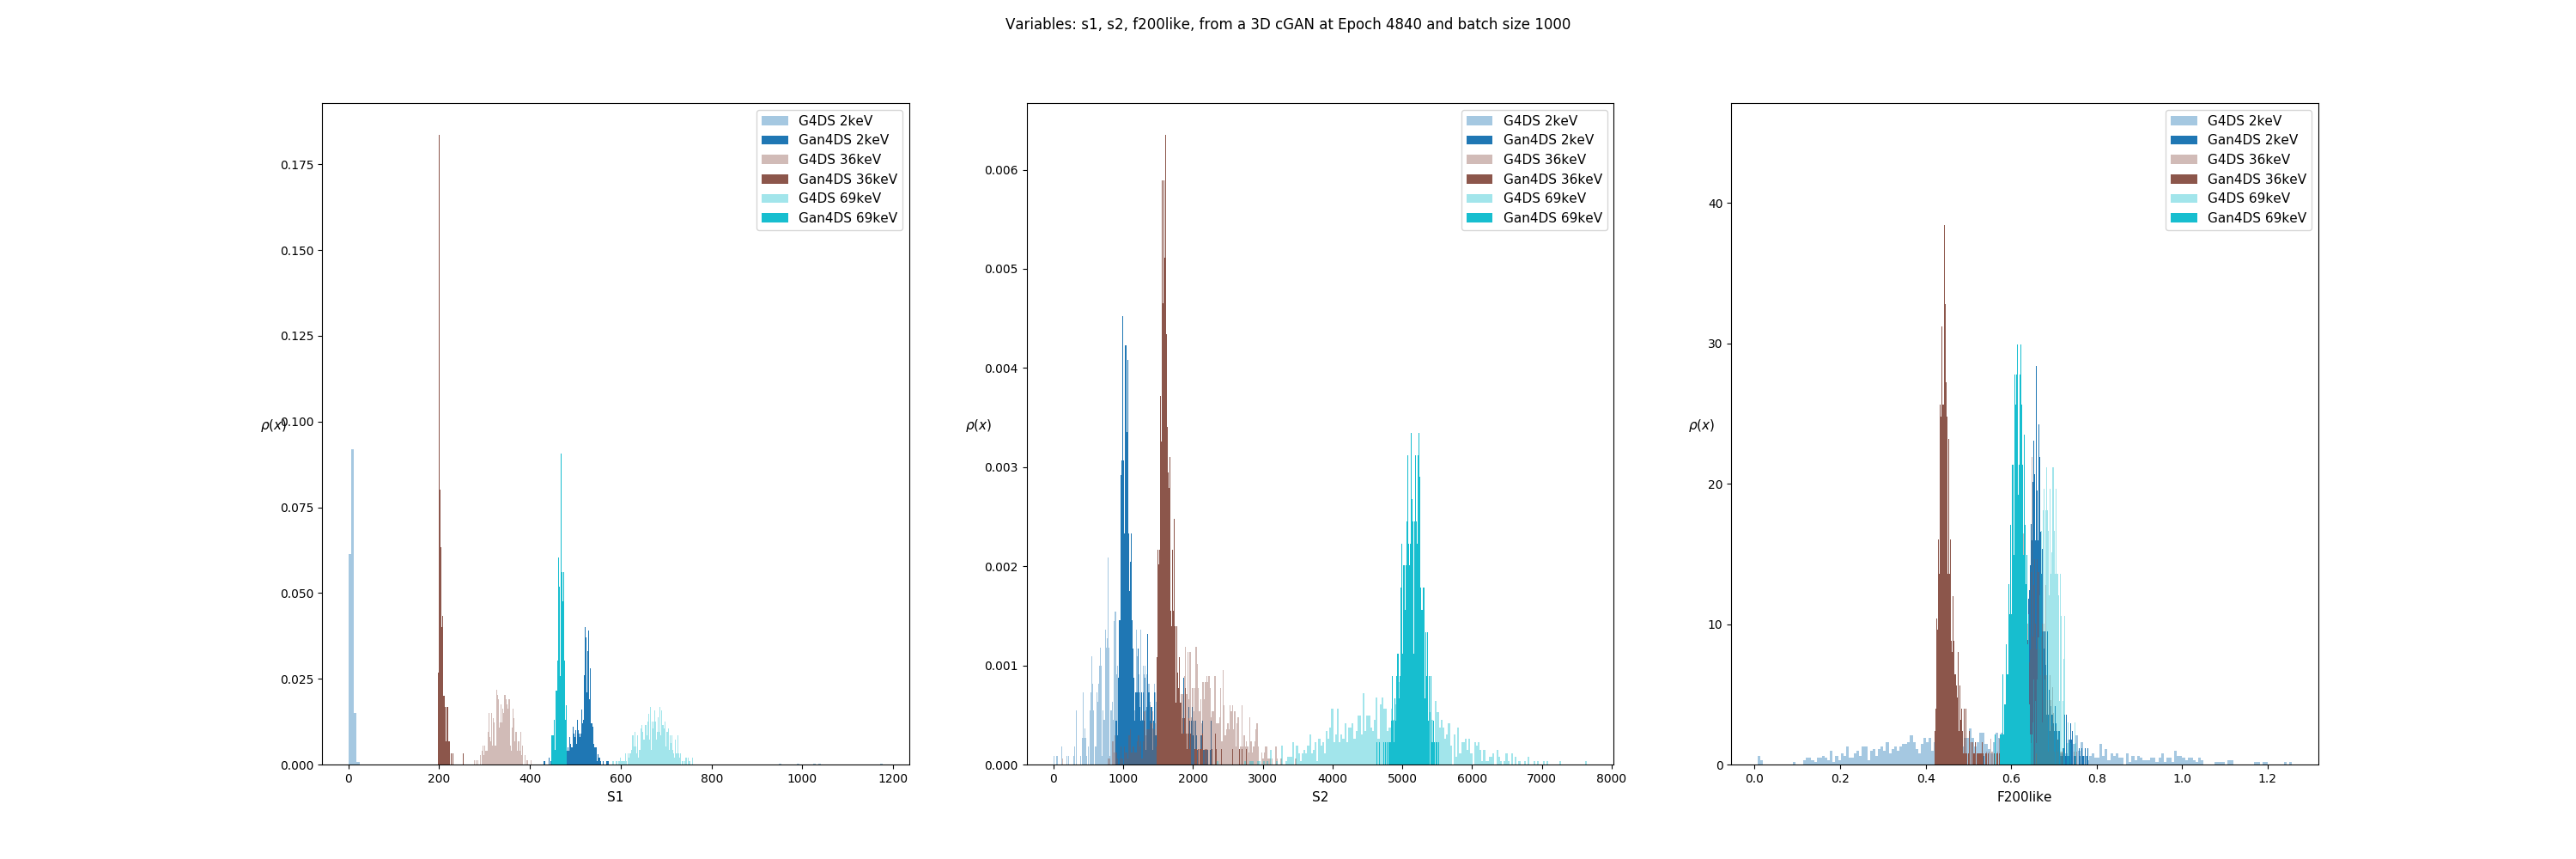 Variables: s1, s2, f200like, from a 3D cGAN at Epoch 4840 and batch size 1000
G4DS 2keV
Gan4DS 2keV
G4DS 36keV
Gan4DS 36keV
G4DS 69keV
Gan4DS 69keV
0.175
0.150
0.125
0.100
0.075
0.050
0.025
0.000
ρ(x)
0 200 400 600 800 1000 1200
S1
G4DS 2keV
Gan4DS 2keV
G4DS 36keV
Gan4DS 36keV
G4DS 69keV
Gan4DS 69keV
0.006
0.005
0.004
0.003
0.002
0.001
0.000
ρ(x)
0 1000 2000 3000 4000 5000 6000 7000 8000
S2
G4DS 2keV
Gan4DS 2keV
G4DS 36keV
Gan4DS 36keV
G4DS 69keV
Gan4DS 69keV
40
30
20
10
0
ρ(x)
0.0 0.2 0.4 0.6 0.8 1.0 1.2
F200like